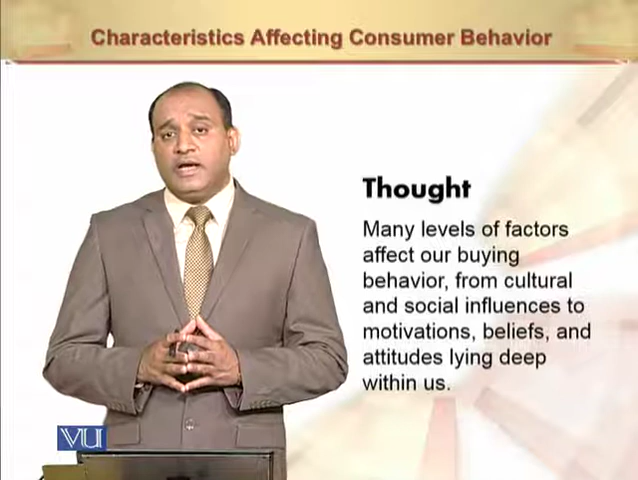 Characteristics Affecting Consumer Behavior
Thought
Many levels of factors
affect our buying
behavior, from cultural
and social influences to
motivations, beliefs, and
attitudes lying deep
within us.
VU